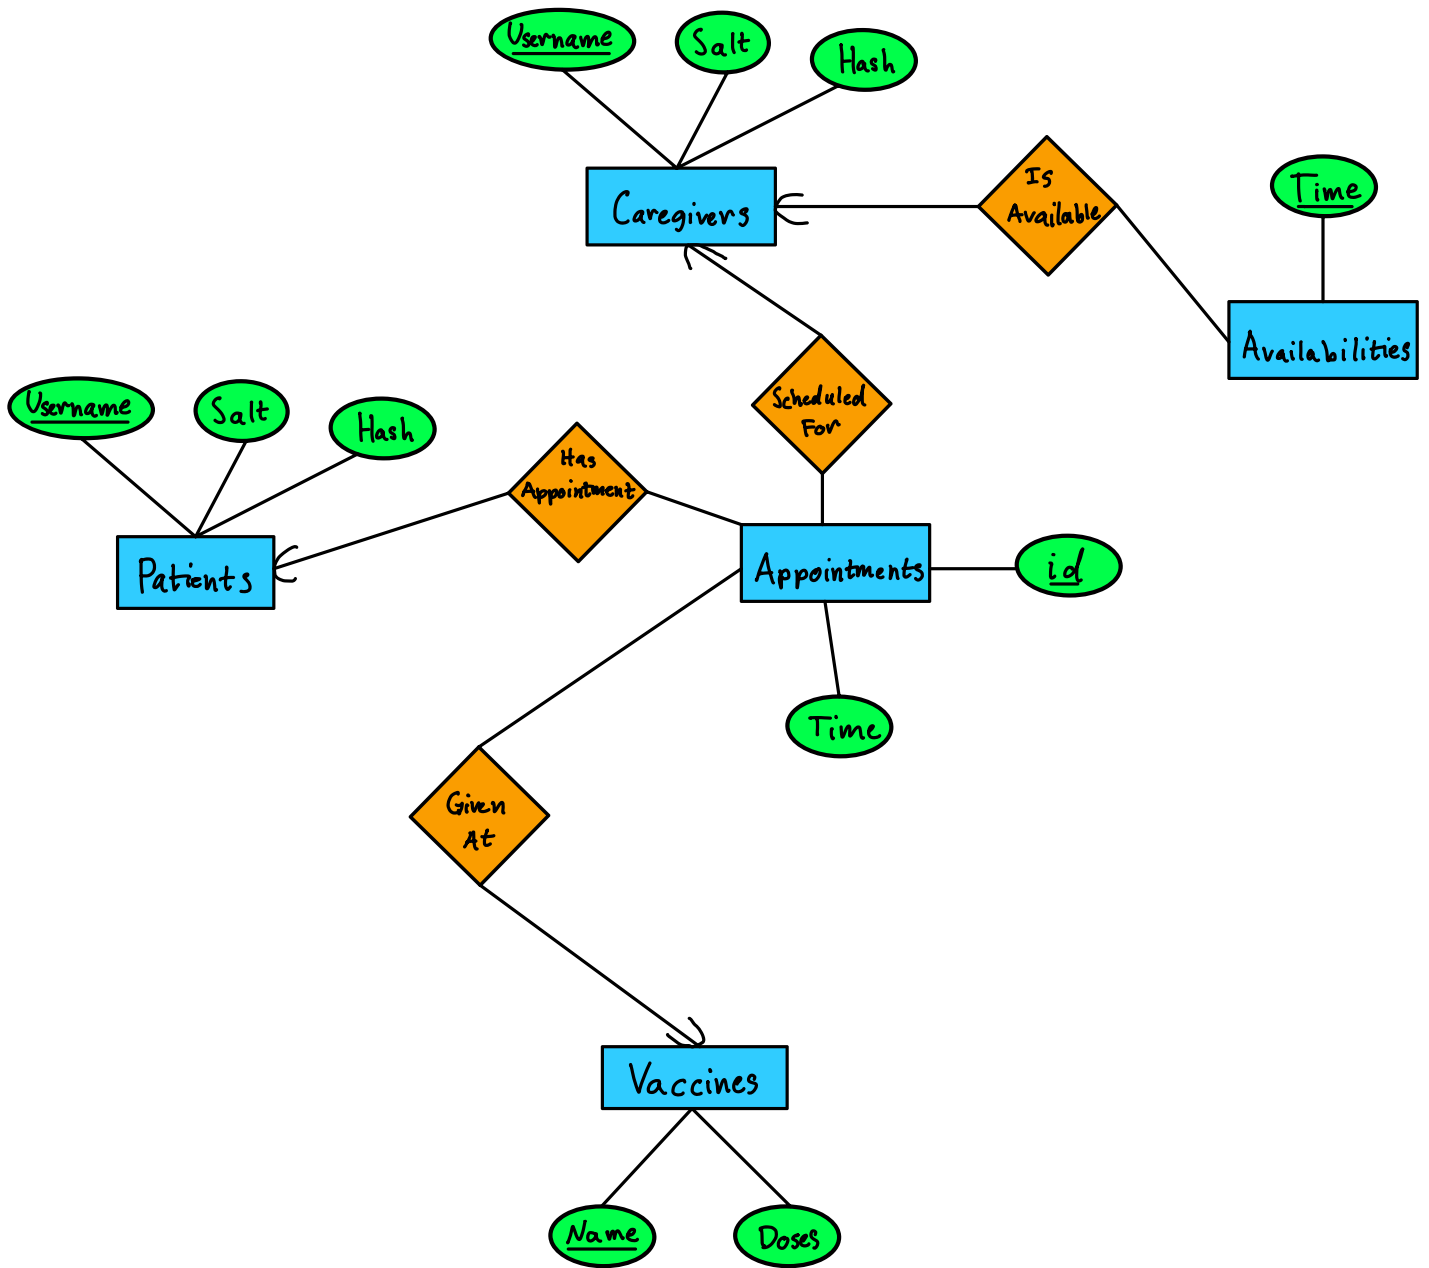 Username
Salt
Hash
Caregivers
Is
Available
Time
Availabilities
Scheduled
For
Username
Salt
Hash
Has
Appointment
Patients
Appointments
id
Time
Given
At
Vaccines
Name
Doses